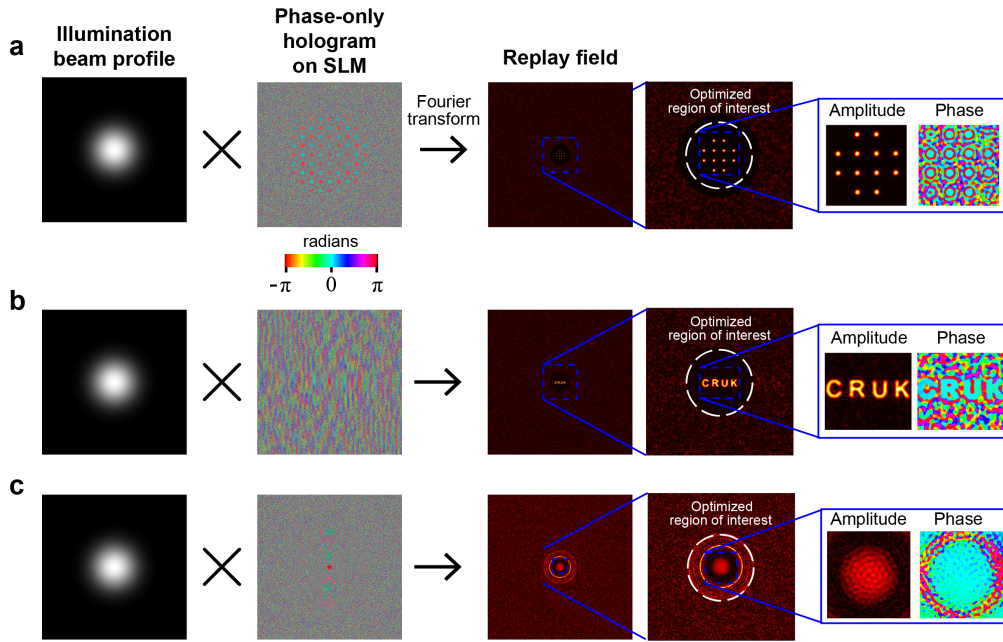 a
Illumination
beam profile
Phase-only
hologram
on SLM
Replay field
Fourier
transform
Optimized
region of interest
Amplitude
Phase
radians
-π
0
π
b
Optimized
region of interest
CRUK
CRUK
Amplitude
Phase
CRUK
CRUK
c
Optimized
region of interest
Amplitude
Phase